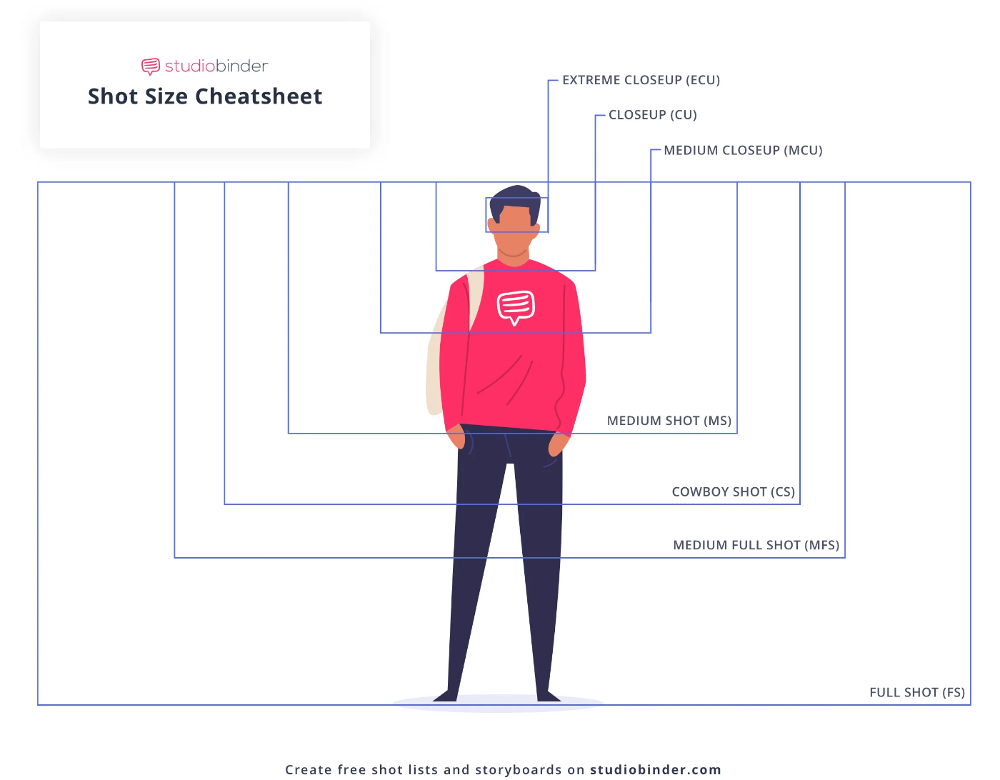 studiobinder
Shot Size Cheatsheet
EXTREME CLOSEUP (ECU)
CLOSEUP (CU)
MEDIUM CLOSEUP (MCU)
MEDIUM SHOT (MS)
COWBOY SHOT (CS)
MEDIUM FULL SHOT (MFS)
FULL SHOT (FS)
Create free shot lists and storyboards on studiobinder.com